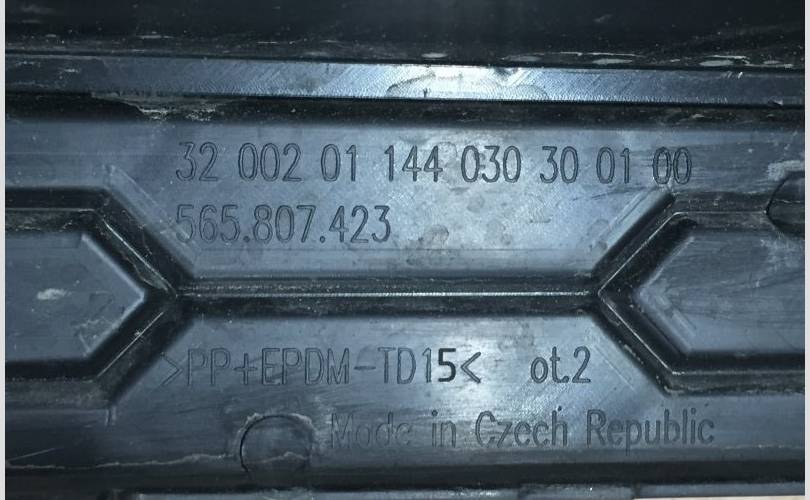 32 002 01 144 030 30 01 00
565.807.423
>PP+EPDM-TD15< ot.2
Made in Czech Republic